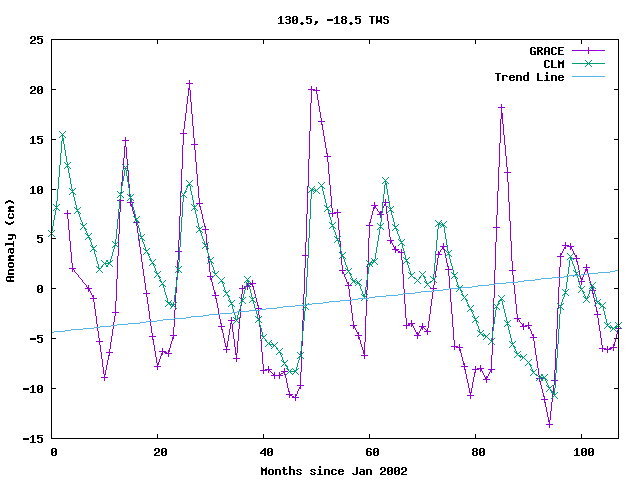 130.5, -18.5 TWS
25
20
15
10
5
0
-5
-10
-15
Anomaly (cm)
GRACE
CLM
Trend Line
0 20 40 60 80 100
Months since Jan 2002